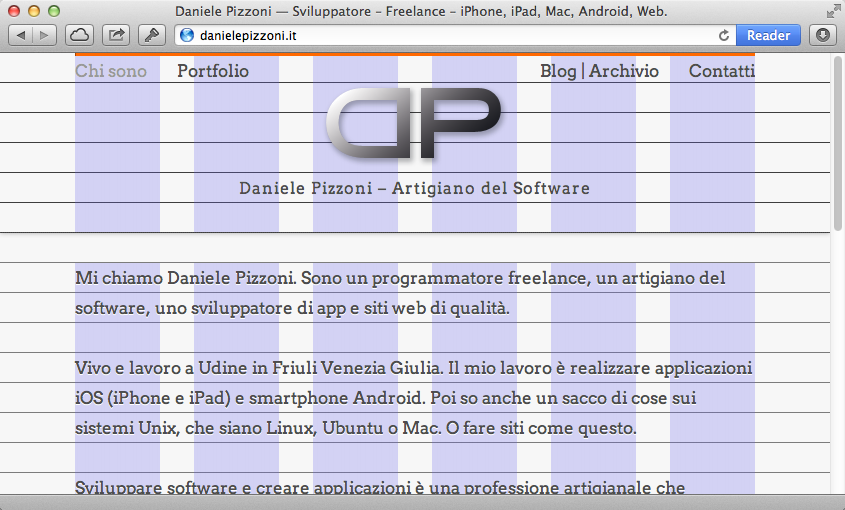 Daniele Pizzoni — Sviluppatore – Freelance – iPhone, iPad, Mac, Android, Web.
danielepizzoni.it Reader
Chi sono Portfolio Blog | Archivio Contatti
DP
Daniele Pizzoni – Artigiano del Software
Mi chiamo Daniele Pizzoni. Sono un programmatore freelance, un artigiano del
software, uno sviluppatore di app e siti web di qualità.
Vivo e lavoro a Udine in Friuli Venezia Giulia. Il mio lavoro è realizzare applicazioni
iOS (iPhone e iPad) e smartphone Android. Poi so anche un sacco di cose sui
sistemi Unix, che siano Linux, Ubuntu o Mac. O fare siti come questo.
Sviluppare software e creare applicazioni è una professione artigianale che